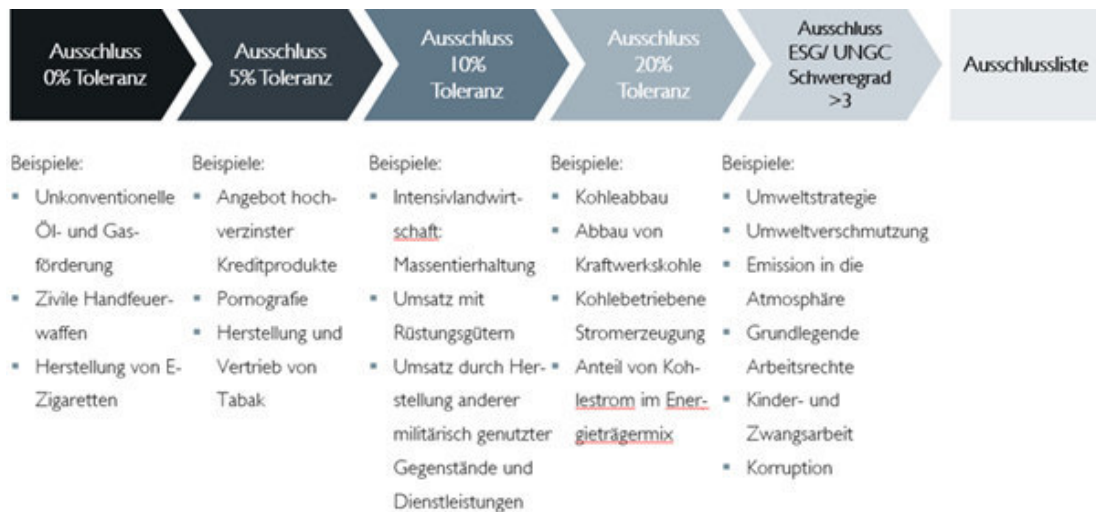 Ausschluss
0% Toleranz
Ausschluss
5% Toleranz
Ausschluss
10%
Toleranz
Ausschluss
20%
Toleranz
Ausschluss
ESG/ UNGC
Schweregrad
>3
Ausschlussliste
Beispiele:
▪ Unkonventionelle
Öl- und Gas-
förderung
▪ Zivile Handfeuer-
waffen
▪ Herstellung von E-
Zigaretten
Beispiele:
▪ Angebot hoch-
verzinster
Kreditprodukte
▪ Pornografie
▪ Herstellung und
Vertrieb von
Tabak
Beispiele:
▪ Intensivlandwirt-
schaft:
Massentierhaltung
▪ Umsatz mit
Rüstungsgütern
▪ Umsatz durch Her-
stellung anderer
militärisch genutzter
Gegenstände und
Dienstleistungen
Beispiele:
▪ Kohleabbau
▪ Abbau von
Kraftwerkskohle
▪ Kohlebetriebene
Stromerzeugung
▪ Anteil von Koh-
lestrom im Ener-
gieträgermix
Beispiele:
▪ Umweltstrategie
▪ Umweltverschmutzung
▪ Emission in die
Atmosphäre
▪ Grundlegende
Arbeitsrechte
▪ Kinder- und
Zwangsarbeit
▪ Korruption